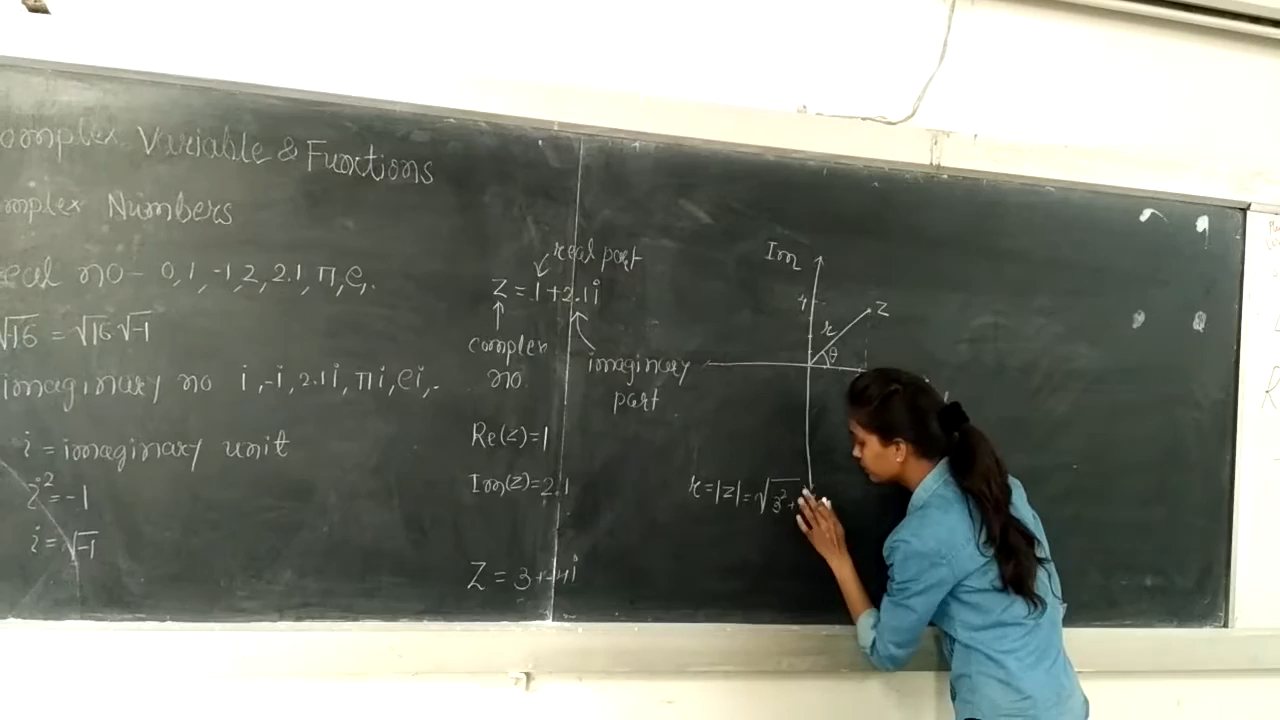 omplex Variable & Functions
mplex Numbers
eal no - 0, 1, -1, 2, 2.1, π, e,.
√16 = √16 √-1
imaginary no i, -i, 2.1i, πi, ei,.
i = imaginary unit
i² = -1
i = √-1
real part
Z = 1 + 2.1i
complex no.
imaginary part
Re(z) = 1
Im(z) = 2.1
Z = 3 + 4i
Im
4
r
z
θ
r = |z| = √3² +